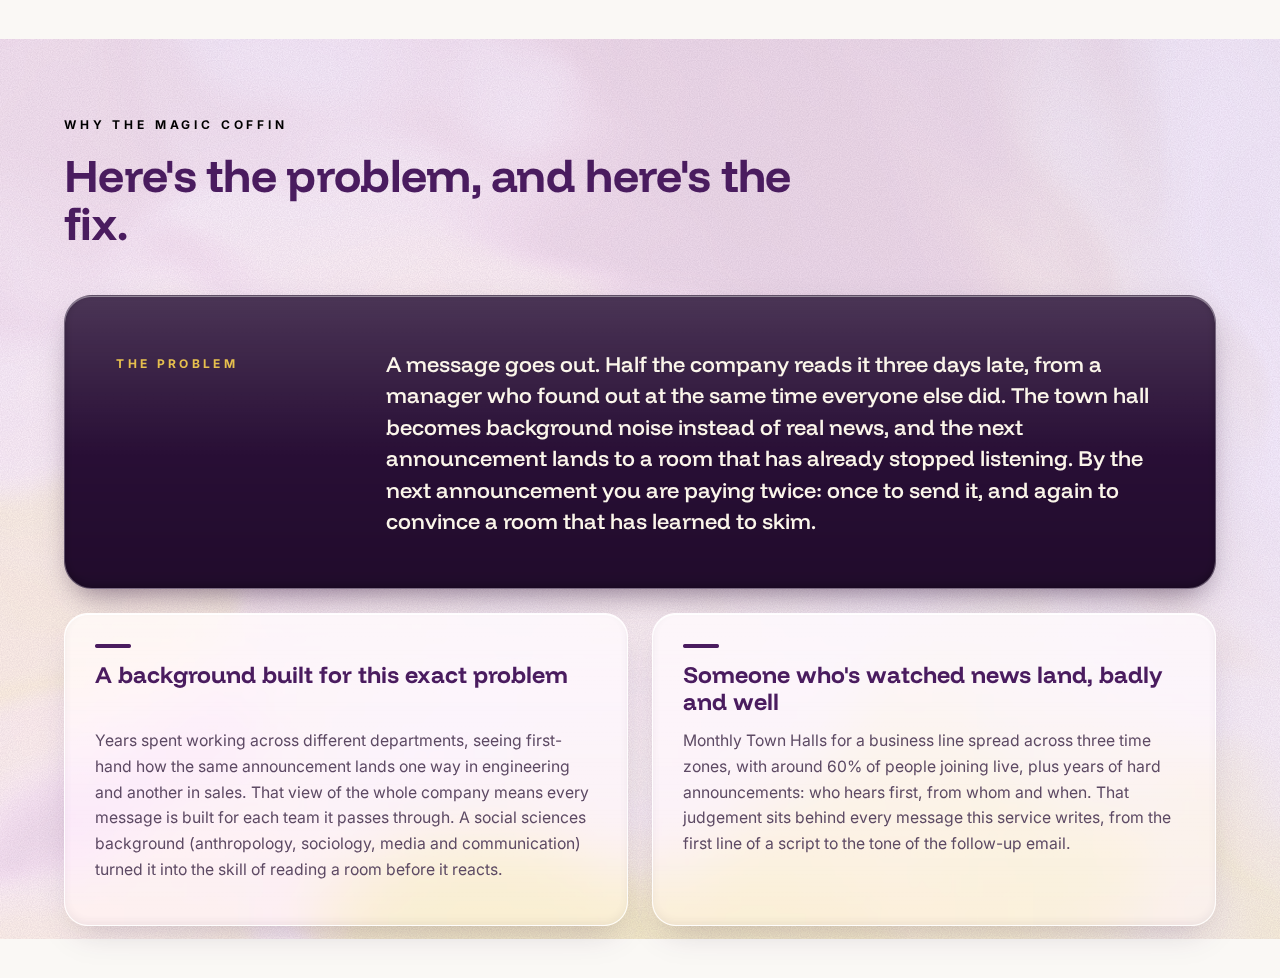 WHY THE MAGIC COFFIN
Here's the problem, and here's the
fix.
THE PROBLEM
A message goes out. Half the company reads it three days late, from a
manager who found out at the same time everyone else did. The town hall
becomes background noise instead of real news, and the next
announcement lands to a room that has already stopped listening. By the
next announcement you are paying twice: once to send it, and again to
convince a room that has learned to skim.
A background built for this exact problem
Years spent working across different departments, seeing first-
hand how the same announcement lands one way in engineering
and another in sales. That view of the whole company means every
message is built for each team it passes through. A social sciences
background (anthropology, sociology, media and communication)
turned it into the skill of reading a room before it reacts.
Someone who's watched news land, badly
and well
Monthly Town Halls for a business line spread across three time
zones, with around 60% of people joining live, plus years of hard
announcements: who hears first, from whom and when. That
judgement sits behind every message this service writes, from the
first line of a script to the tone of the follow-up email.